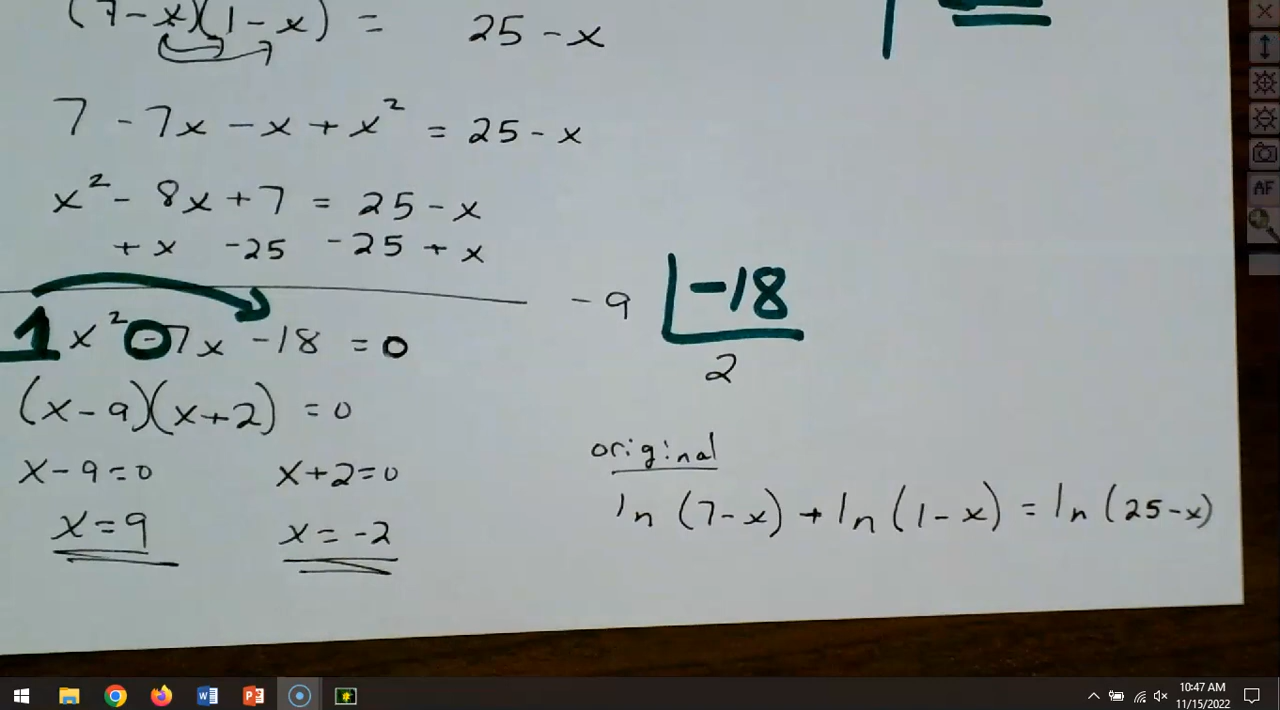 (7-x)(1-x) = 25-x
7 -7x -x + x² = 25-x
x² - 8x +7 = 25-x
+x -25 -25 +x
1x² -7x -18 = 0
-9 -18
2
(x-9)(x+2) = 0
x-9=0 x+2=0
x=9 x=-2
original
ln (7-x) + ln (1-x) = ln (25-x)
AF
10:47 AM
11/15/2022